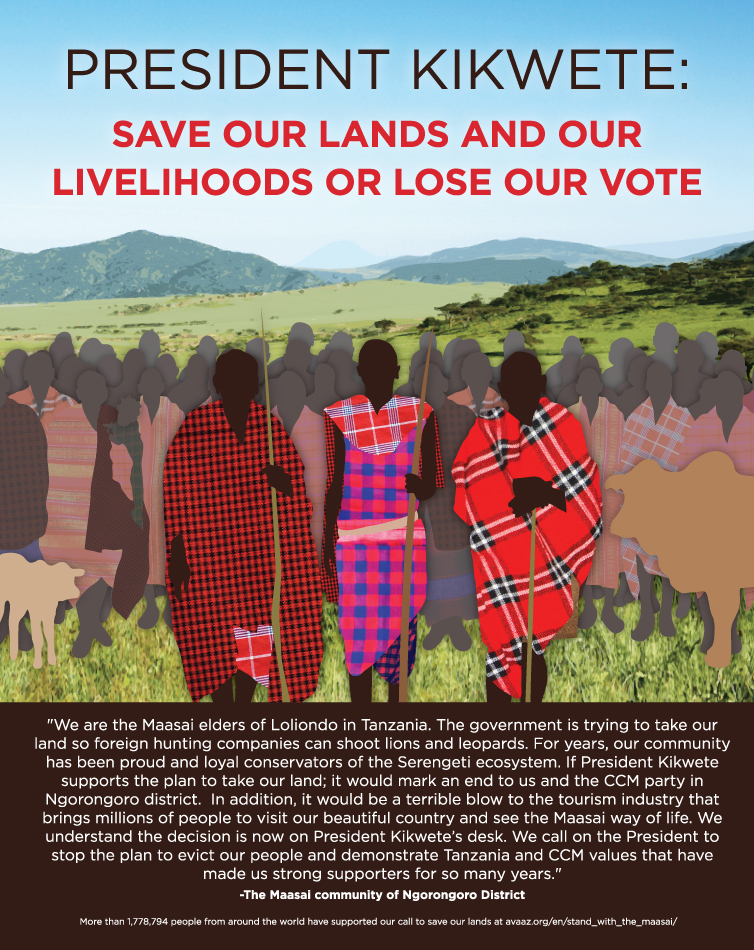 PRESIDENT KIKWETE:
SAVE OUR LANDS AND OUR
LIVELIHOODS OR LOSE OUR VOTE
"We are the Maasai elders of Loliondo in Tanzania. The government is trying to take our
land so foreign hunting companies can shoot lions and leopards. For years, our community
has been proud and loyal conservators of the Serengeti ecosystem. If President Kikwete
supports the plan to take our land; it would mark an end to us and the CCM party in
Ngorongoro district.  In addition, it would be a terrible blow to the tourism industry that
brings millions of people to visit our beautiful country and see the Maasai way of life. We
understand the decision is now on President Kikwete's desk. We call on the President to
stop the plan to evict our people and demonstrate Tanzania and CCM values that have
made us strong supporters for so many years."
-The Maasai community of Ngorongoro District
More than 1,778,794 people from around the world have supported our call to save our lands at avaaz.org/en/stand_with_the_maasai/